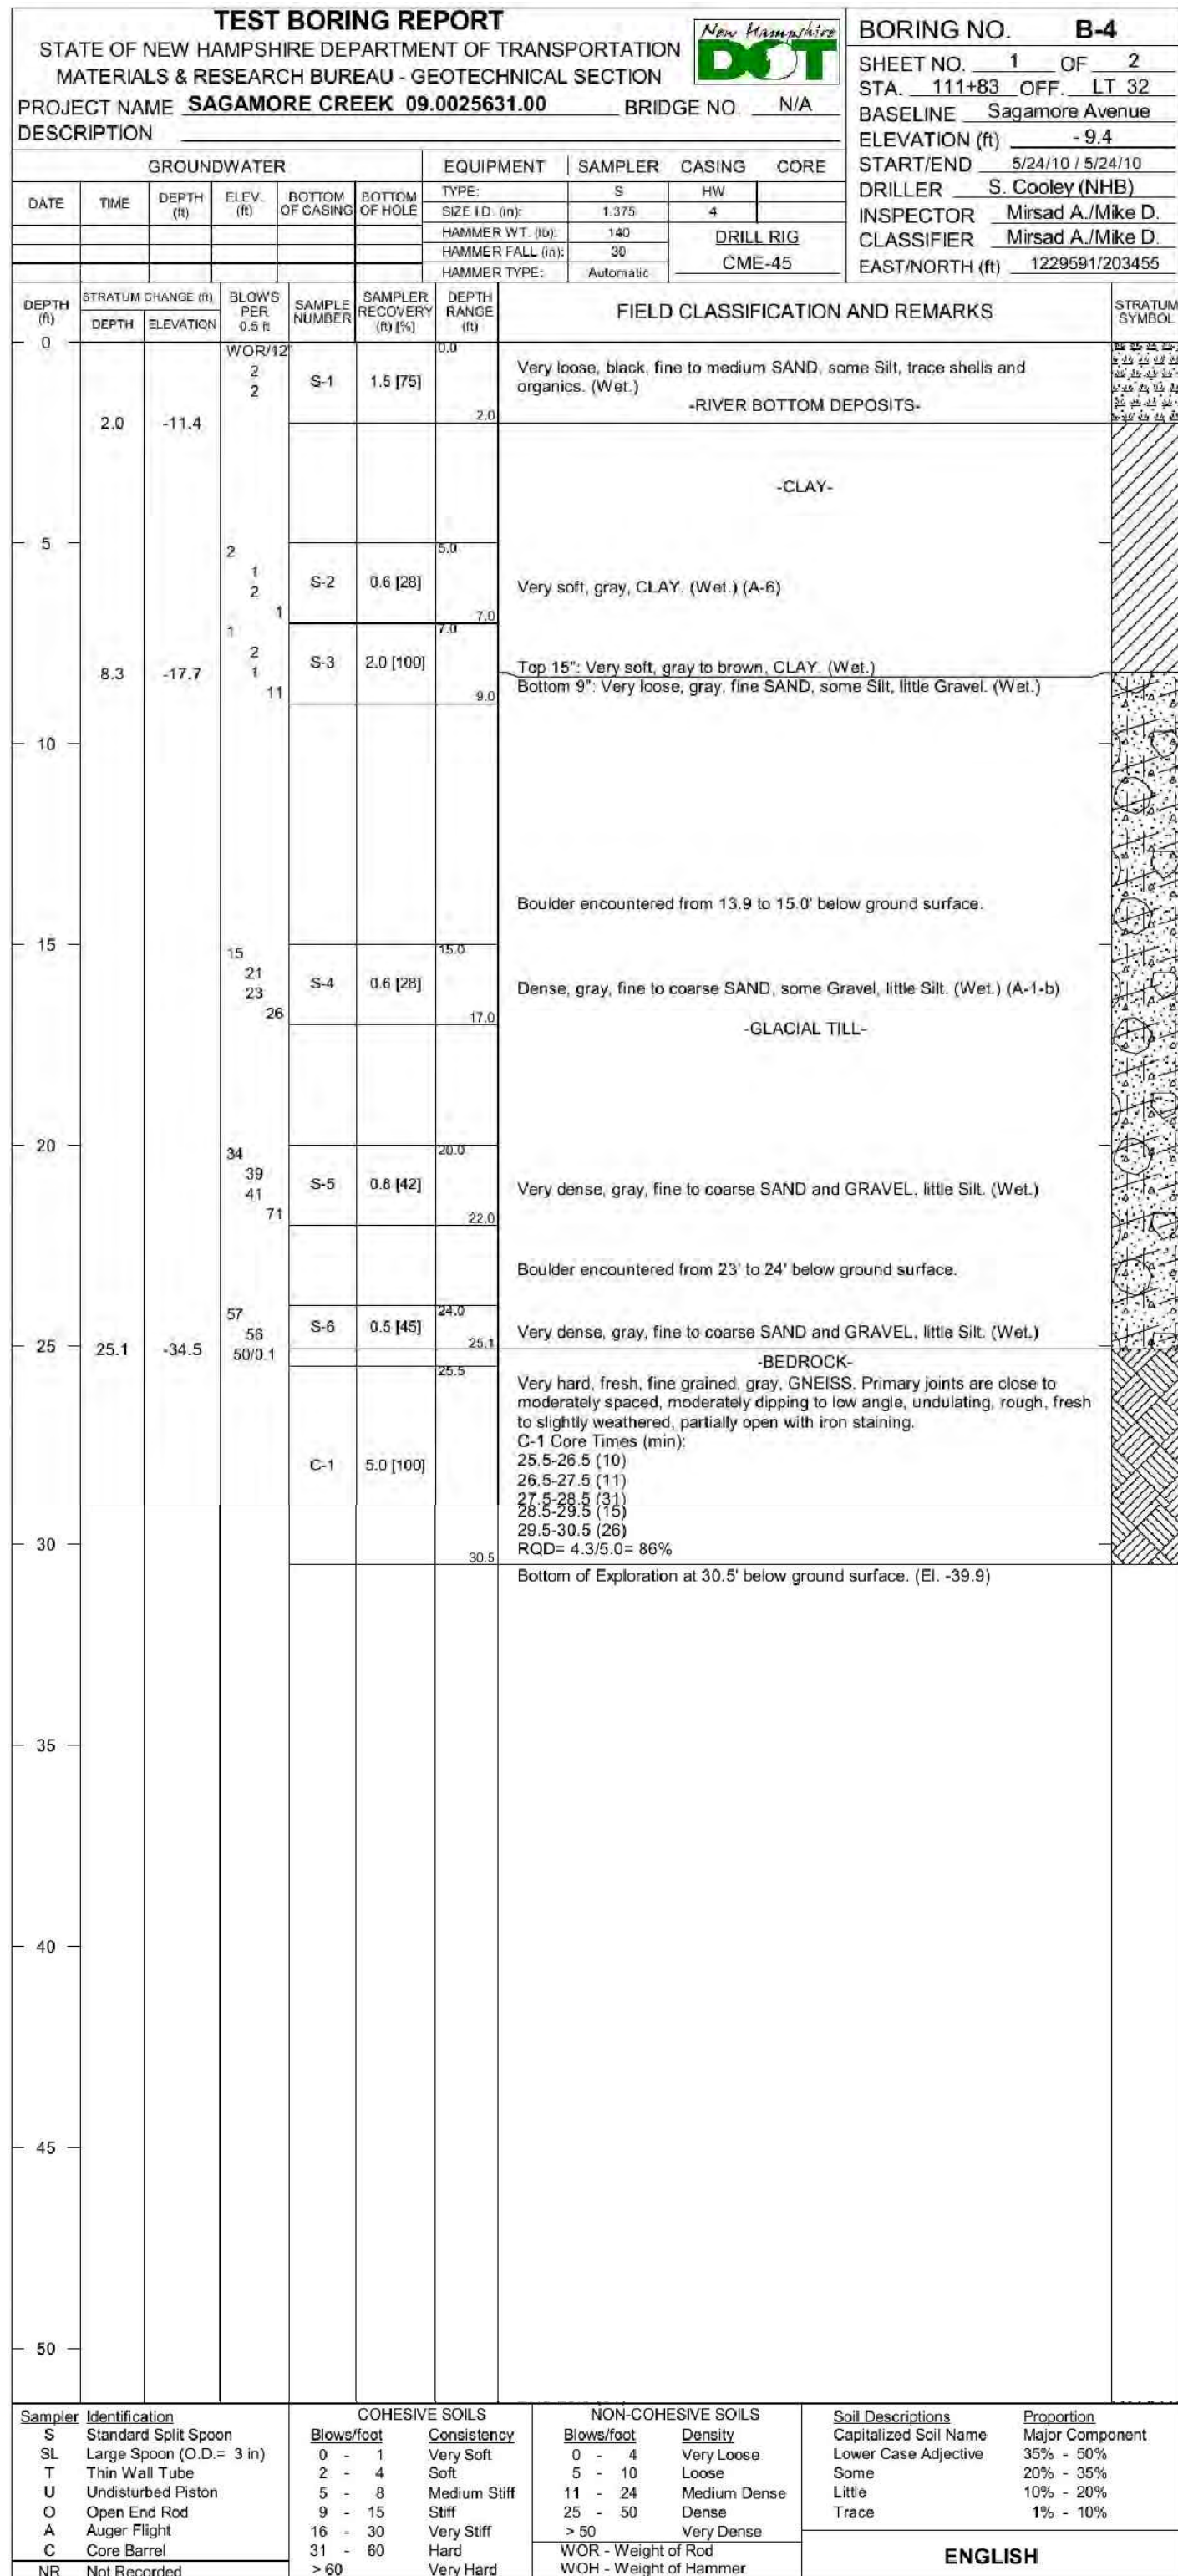 TEST BORING REPORT
STATE OF NEW HAMPSHIRE DEPARTMENT OF TRANSPORTATION
MATERIALS & RESEARCH BUREAU - GEOTECHNICAL SECTION
PROJECT NAME SAGAMORE CREEK 09.0025631.00 BRIDGE NO. N/A
DESCRIPTION
New Hampshire
DOT
BORING NO. B-4
SHEET NO. 1 OF 2
STA. 111+83 OFF. LT 32
BASELINE Sagamore Avenue
ELEVATION (ft) - 9.4
START/END 5/24/10 / 5/24/10
DRILLER S. Cooley (NHB)
INSPECTOR Mirsad A./Mike D.
CLASSIFIER Mirsad A./Mike D.
EAST/NORTH (ft) 1229591/203455
GROUNDWATER
DATE TIME DEPTH (ft) ELEV. (ft) BOTTOM OF CASING BOTTOM OF HOLE
EQUIPMENT SAMPLER CASING CORE
TYPE: S HW
SIZE I.D. (in): 1.375 4
HAMMER WT. (lb): 140
HAMMER FALL (in): 30
HAMMER TYPE: Automatic
DRILL RIG
CME-45
DEPTH (ft) STRATUM CHANGE (ft) DEPTH ELEVATION BLOWS PER 0.5 ft SAMPLE NUMBER SAMPLER RECOVERY (ft) [%] DEPTH RANGE (ft) FIELD CLASSIFICATION AND REMARKS STRATUM SYMBOL
0
WOR/12"
2
2
S-1 1.5 [75] 0.0
2.0
Very loose, black, fine to medium SAND, some Silt, trace shells and
organics. (Wet.)
-RIVER BOTTOM DEPOSITS-
2.0 -11.4
-CLAY-
5
2
1
2
1
S-2 0.6 [28] 5.0
7.0
Very soft, gray, CLAY. (Wet.) (A-6)
1
2
1
11
S-3 2.0 [100] 7.0
9.0
8.3 -17.7
Top 15": Very soft, gray to brown, CLAY. (Wet.)
Bottom 9": Very loose, gray, fine SAND, some Silt, little Gravel. (Wet.)
10
Boulder encountered from 13.9 to 15.0' below ground surface.
15
15
21
23
26
S-4 0.6 [28] 15.0
17.0
Dense, gray, fine to coarse SAND, some Gravel, little Silt. (Wet.) (A-1-b)
-GLACIAL TILL-
20
34
39
41
71
S-5 0.8 [42] 20.0
22.0
Very dense, gray, fine to coarse SAND and GRAVEL, little Silt. (Wet.)
Boulder encountered from 23' to 24' below ground surface.
57
56
50/0.1
S-6 0.5 [45] 24.0
25.1
Very dense, gray, fine to coarse SAND and GRAVEL, little Silt. (Wet.)
25 25.1 -34.5
-BEDROCK-
25.5
Very hard, fresh, fine grained, gray, GNEISS. Primary joints are close to
moderately spaced, moderately dipping to low angle, undulating, rough, fresh
to slightly weathered, partially open with iron staining.
C-1 Core Times (min):
C-1 5.0 [100]
25.5-26.5 (10)
26.5-27.5 (11)
27.5-28.5 (31)
28.5-29.5 (15)
29.5-30.5 (26)
30
RQD= 4.3/5.0= 86%
30.5
Bottom of Exploration at 30.5' below ground surface. (El. -39.9)
35
40
45
50
Sampler Identification
S Standard Split Spoon
SL Large Spoon (O.D.= 3 in)
T Thin Wall Tube
U Undisturbed Piston
O Open End Rod
A Auger Flight
C Core Barrel
NR Not Recorded
COHESIVE SOILS
Blows/foot Consistency
0 - 1 Very Soft
2 - 4 Soft
5 - 8 Medium Stiff
9 - 15 Stiff
16 - 30 Very Stiff
31 - 60 Hard
> 60 Very Hard
NON-COHESIVE SOILS
Blows/foot Density
0 - 4 Very Loose
5 - 10 Loose
11 - 24 Medium Dense
25 - 50 Dense
> 50 Very Dense
WOR - Weight of Rod
WOH - Weight of Hammer
Soil Descriptions Proportion
Capitalized Soil Name Major Component
Lower Case Adjective 35% - 50%
Some 20% - 35%
Little 10% - 20%
Trace 1% - 10%
ENGLISH